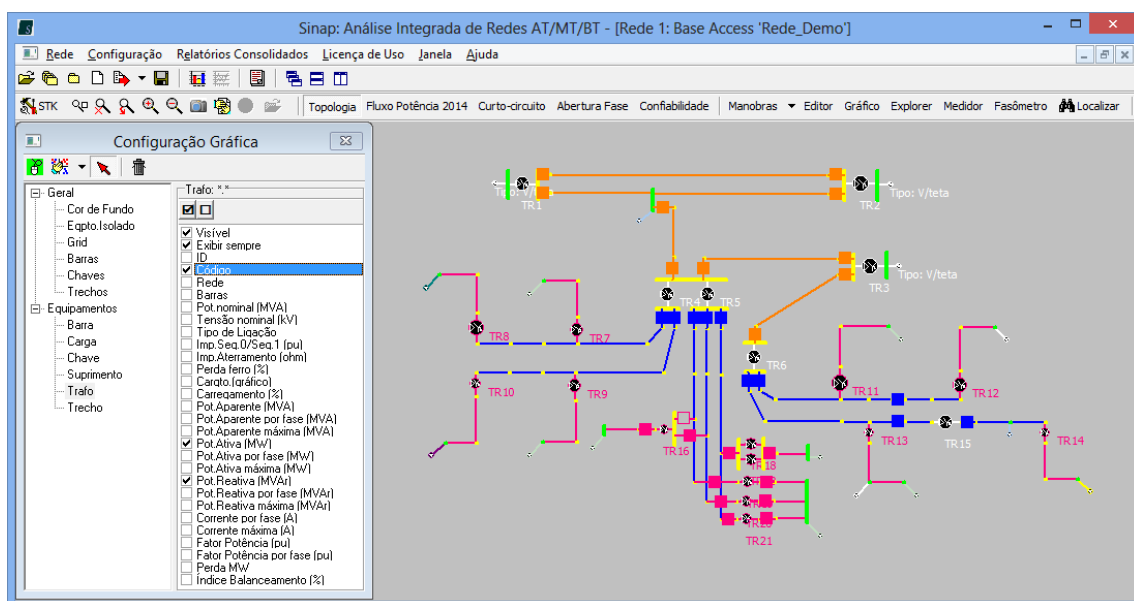 Sinap: Análise Integrada de Redes AT/MT/BT - [Rede 1: Base Access 'Rede_Demo']
Rede Configuração Relatórios Consolidados Licença de Uso Janela Ajuda
STK Topologia Fluxo Potência 2014 Curto-circuito Abertura Fase Confiabilidade Manobras Editor Gráfico Explorer Medidor Fasômetro Localizar
Configuração Gráfica
Geral
Cor de Fundo
Eqpto.Isolado
Grid
Barras
Chaves
Trechos
Equipamentos
Barra
Carga
Chave
Suprimento
Trafo
Trecho
Trafo: *.*
Visível
Exibir sempre
ID
Código
Rede
Barras
Pot.nominal (MVA)
Tensão nominal (kV)
Tipo de Ligação
Imp.Seq.0/Seq.1 (pu)
Imp.Aterramento (ohm)
Perda ferro (%)
Cargto.(gráfico)
Carregamento (%)
Pot.Aparente (MVA)
Pot.Aparente por fase (MVA)
Pot.Aparente máxima (MVA)
Pot.Ativa (MW)
Pot.Ativa por fase (MW)
Pot.Ativa máxima (MW)
Pot.Reativa (MVAr)
Pot.Reativa por fase (MVAr)
Pot.Reativa máxima (MVAr)
Corrente por fase (A)
Corrente máxima (A)
Fator Potência (pu)
Fator Potência por fase (pu)
Perda MW
Índice Balanceamento (%)
Tipo: Tipo: V/teta
TR1 TR2
Tipo: V/teta
TR3
TR4 TR5
TR8 TR7
TR6
TR10 TR9 TR11 TR12
TR16 TR13 TR15 TR14
TR18
TR21